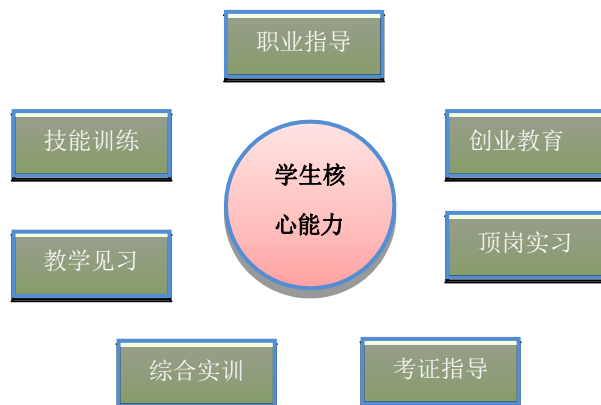 职业指导
技能训练
创业教育
学生核
心能力
顶岗实习
教学见习
综合实训
考证指导